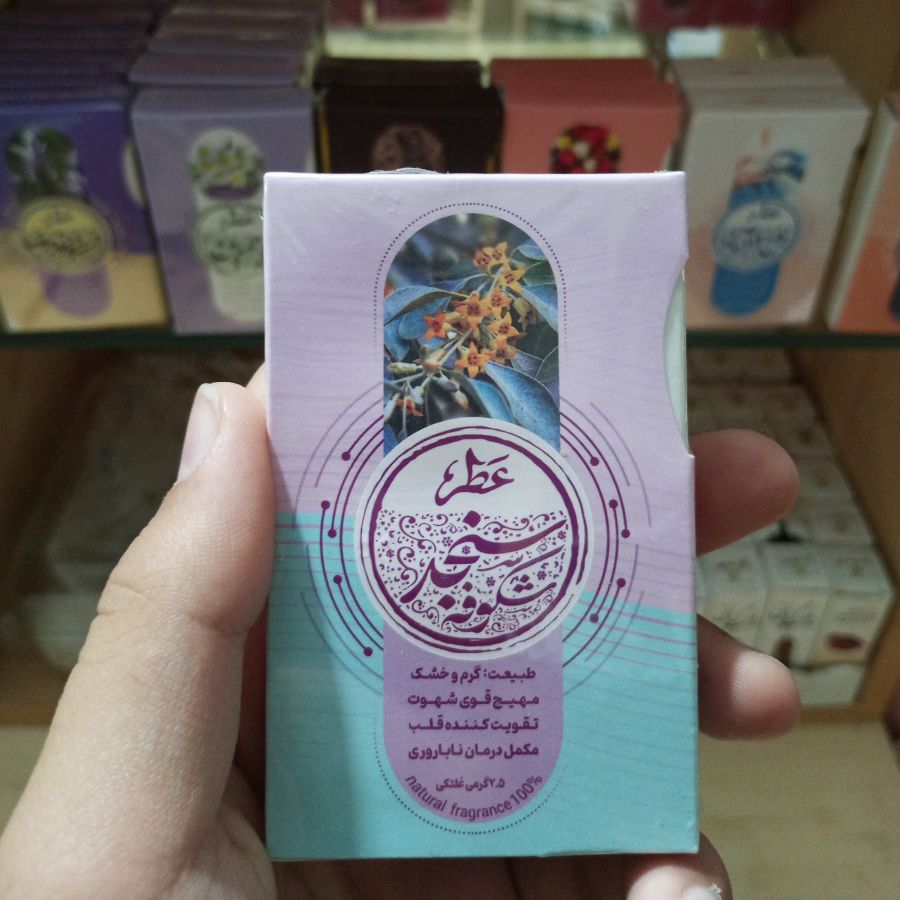 عطر
شکوفه سنجد
طبیعت: گرم و خشک
مهیج قوی شهوت
تقویت کننده قلب
مکمل درمان ناباروری
۲.۵ گرمی غلتکی
natural fragrance 100%